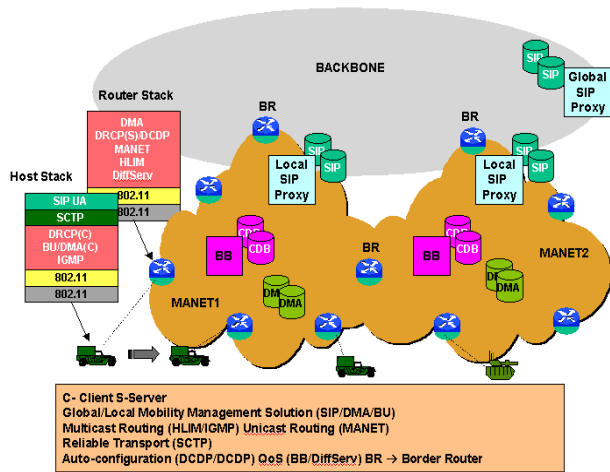 BACKBONE
SIP
SIP
Global
SIP
Proxy
Router Stack
DMA
DRCP(S)/DCDP
MANET
HLIM
DiffServ
802.11
802.11
Host Stack
SIP UA
SCTP
DRCP(C)
BU/DMA(C)
IGMP
802.11
802.11
BR
SIP
SIP
Local
SIP
Proxy
BR
SIP
SIP
Local
SIP
Proxy
CDB
CDB
BB
BR
CDB
CDB
BB
MANET2
MANET1
DMA
DMA
DMA
DMA
C- Client S-Server
Global/Local Mobility Management Solution (SIP/DMA/BU)
Multicast Routing (HLIM/IGMP) Unicast Routing (MANET)
Reliable Transport (SCTP)
Auto-configuration (DCDP/DCDP) QoS (BB/DiffServ) BR → Border Router